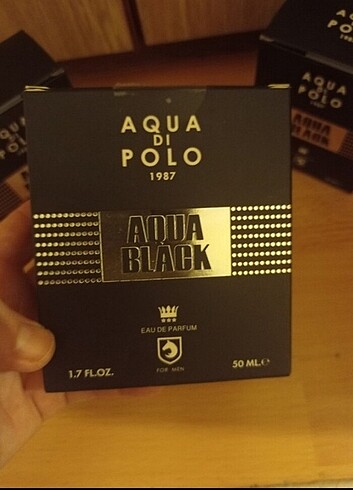 AQUA
DI
POLO
1987
AQUA
BLACK
EAU DE PARFUM
FOR MEN
1.7 FL.OZ.
50 ML.℮
AQUA
DI
POLO
AQUA
BLACK